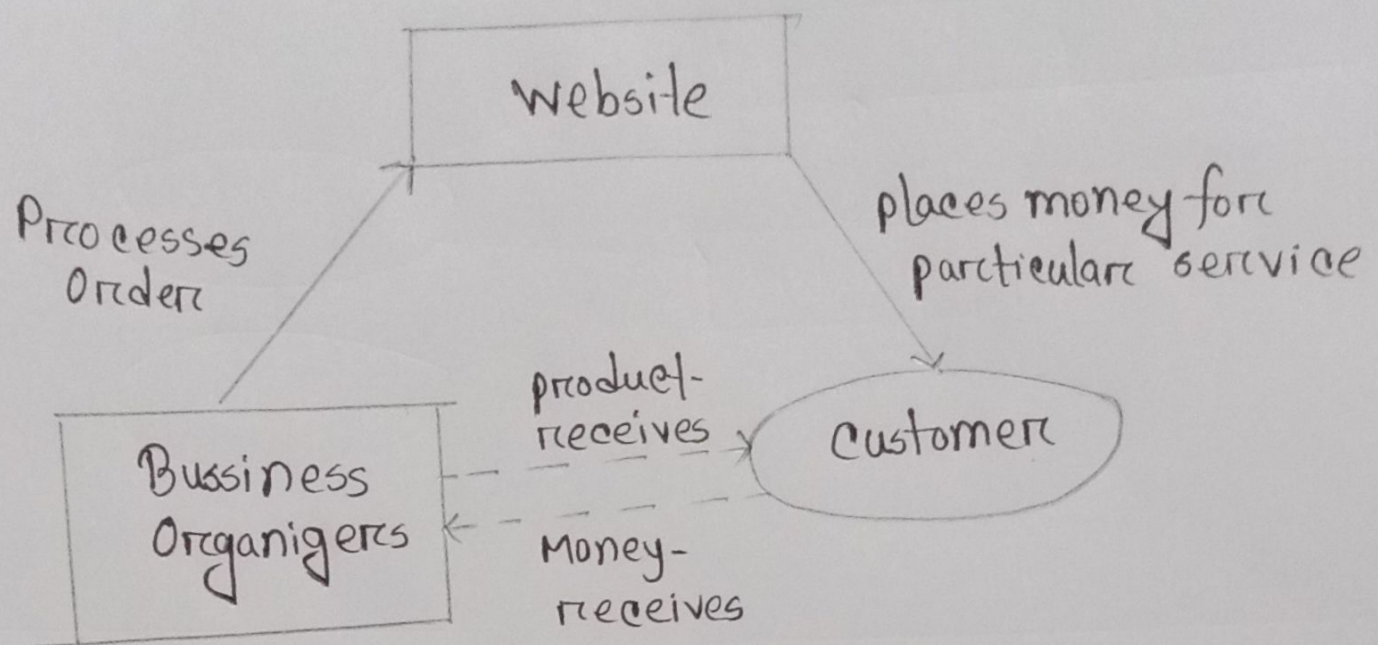 Website
Processes
Order
places money for
particular service
product-
receives
Customer
Bussiness
Organigers
Money-
receives